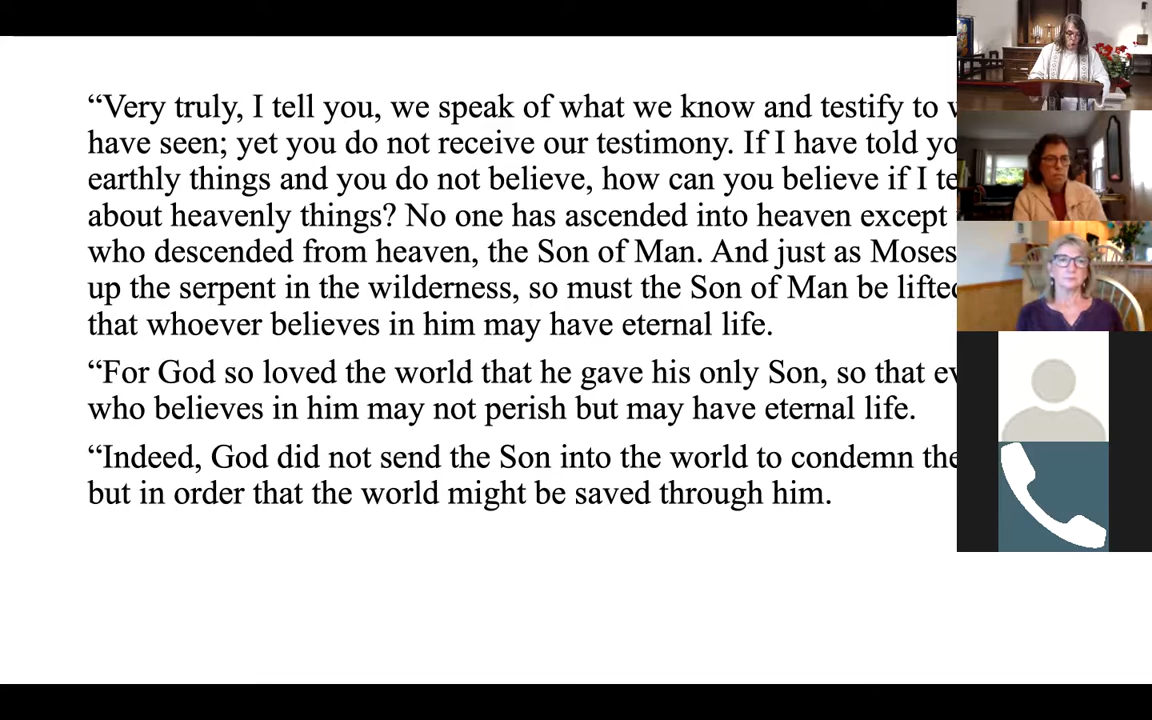 “Very truly, I tell you, we speak of what we know and testify to
have seen; yet you do not receive our testimony. If I have told
earthly things and you do not believe, how can you believe if I
about heavenly things? No one has ascended into heaven except
who descended from heaven, the Son of Man. And just as Moses
up the serpent in the wilderness, so must the Son of Man be
that whoever believes in him may have eternal life.
“For God so loved the world that he gave his only Son, so that
who believes in him may not perish but may have eternal life.
“Indeed, God did not send the Son into the world to condemn
but in order that the world might be saved through him.